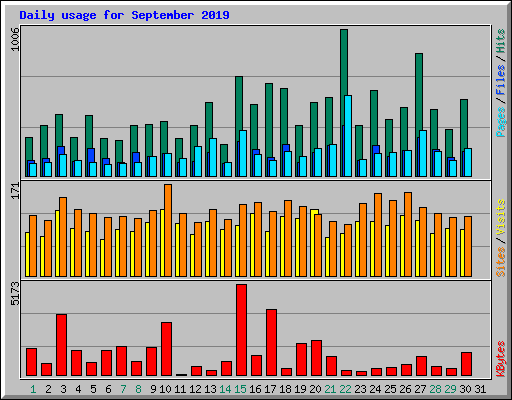 Daily usage for September 2019
1006
Pages / Files / Hits
171
Sites / Visits
5173
KBytes
1 2 3 4 5 6 7 8 9 10 11 12 13 14 15 16 17 18 19 20 21 22 23 24 25 26 27 28 29 30 31